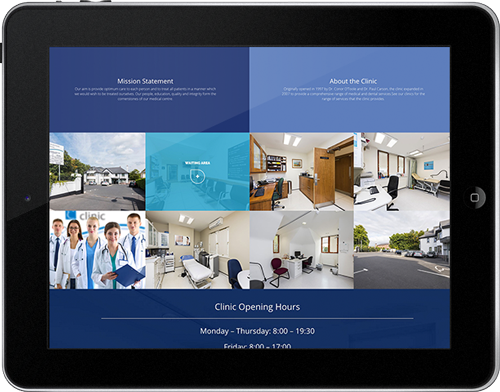 Mission Statement
Our aim is provide optimum care to each person and to treat all patients in a manner which
we would wish to be treated ourselves. Our people, education, quality and integrity form the
cornerstones of our medical centre.
About the Clinic
Originally opened in 1993 by Dr. Conor O'Toole and Dr. Paul Carson, the clinic expanded in
to provide a comprehensive range of medical and dental services. See our clinics for the
range of services that the clinic provides.
WAITING AREA
+
clinic
Clinic Opening Hours
Monday – Thursday: 8:00 – 19:30
Friday: 8:00 – 17:00